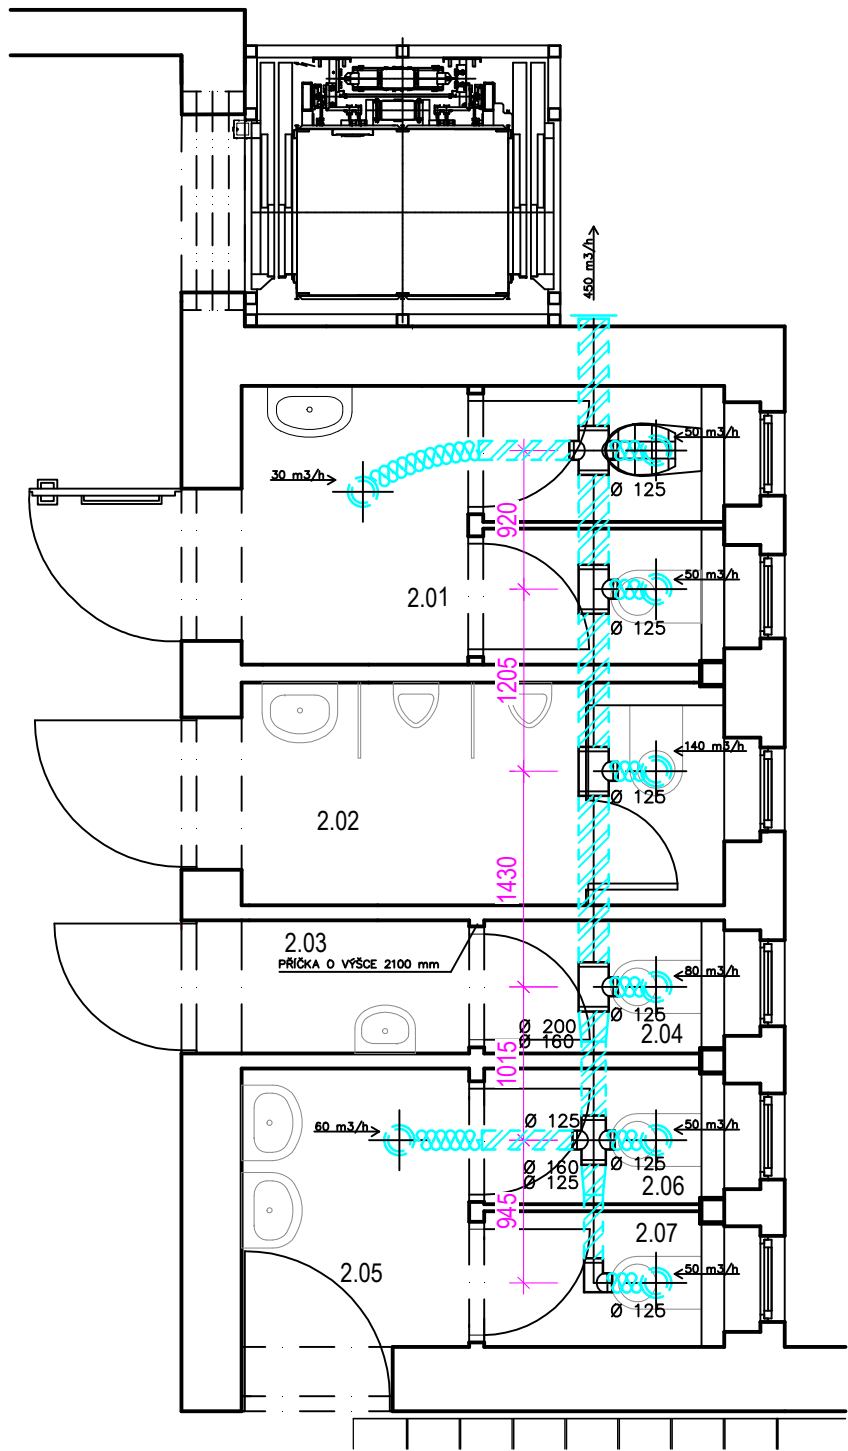 450 m3/h
50 m3/h
30 m3/h
Ø 125
920
50 m3/h
2.01
Ø 125
1205
140 m3/h
Ø 125
2.02
1430
2.03
PŘÍČKA O VÝŠCE 2100 mm
80 m3/h
Ø 125
Ø 200
2.04
Ø 160
1015
Ø 125
60 m3/h
50 m3/h
Ø 125
Ø 160
Ø 125
2.06
945
2.07
2.05
50 m3/h
Ø 125